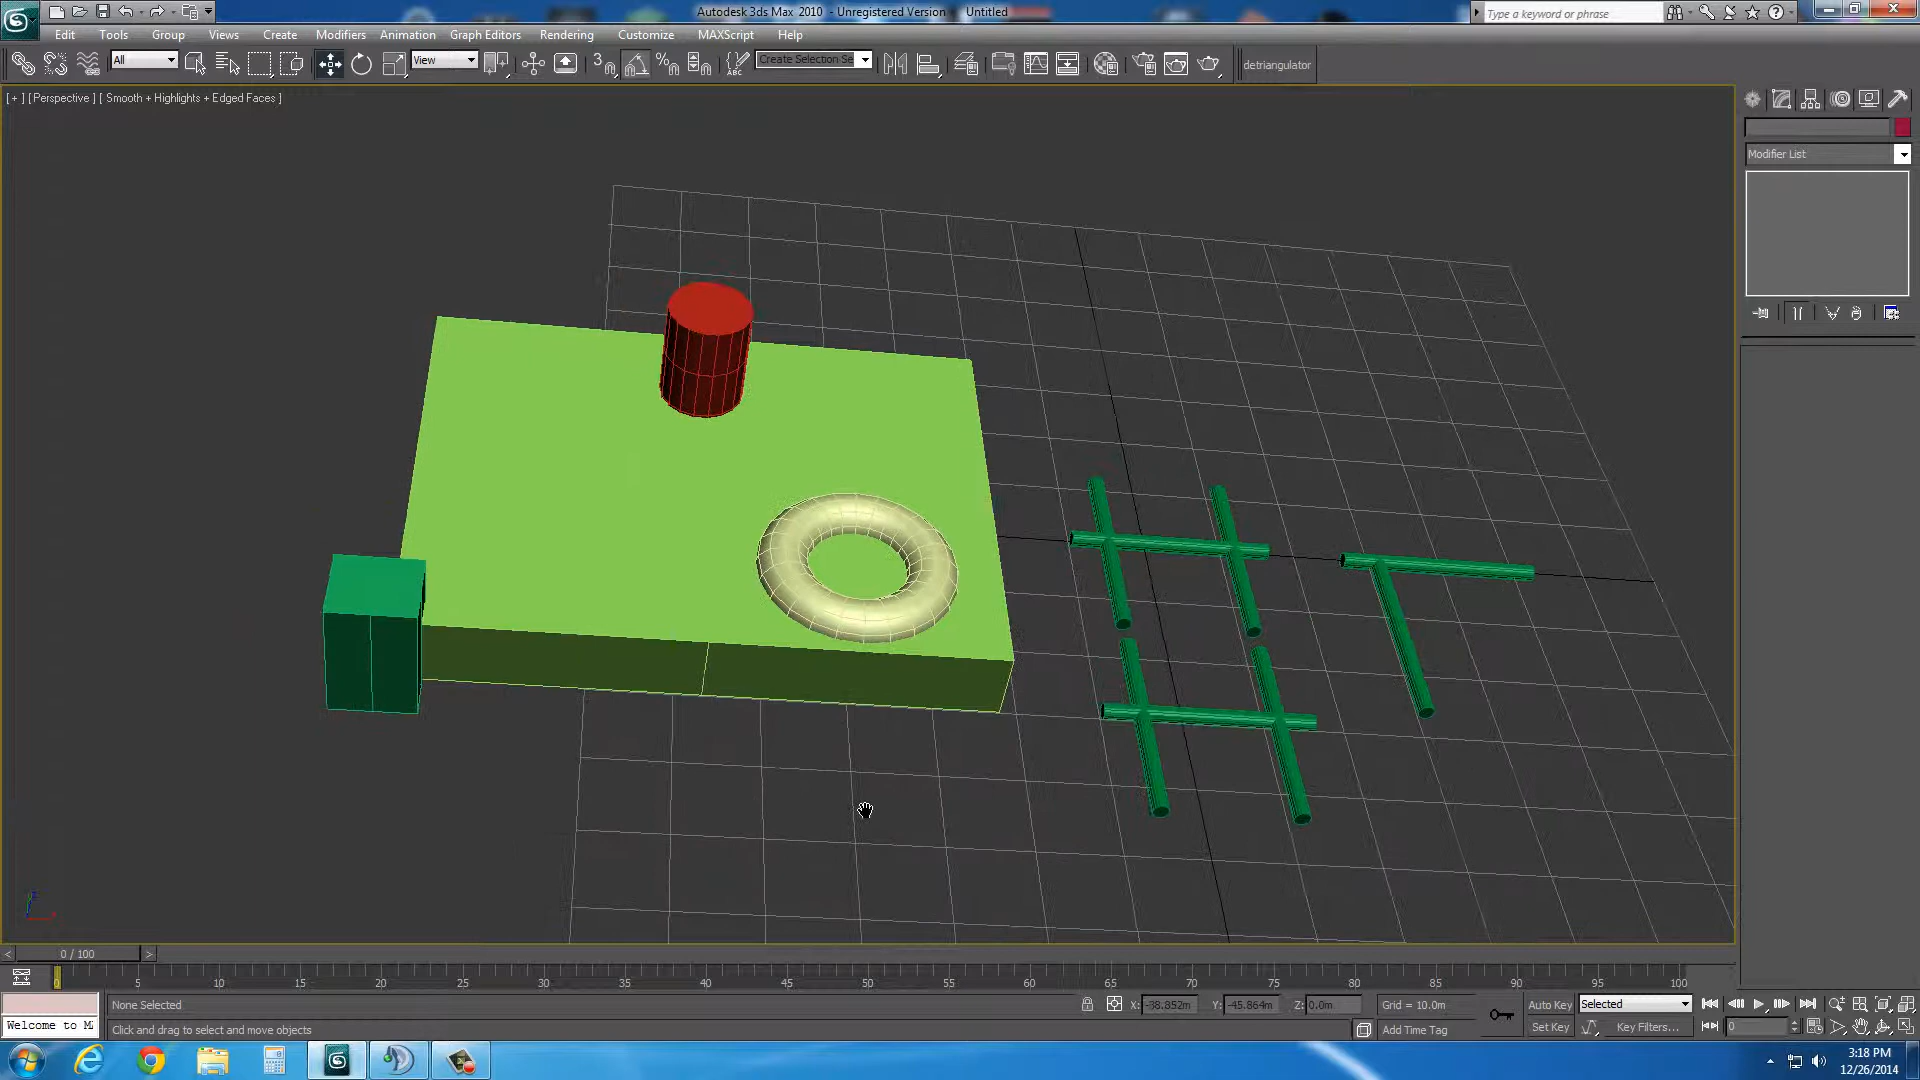 Autodesk 3ds Max 2010 - Unregistered Version Untitled
Type a keyword or phrase
Edit Tools Group Views Create Modifiers Animation Graph Editors Rendering Customize MAXScript Help
All View 3 ABC Create Selection Se detriangulator
[ + ] [ Perspective ] [ Smooth + Highlights + Edged Faces ]
Modifier List
0 / 100
0 5 10 15 20 25 30 35 40 45 50 55 60 65 70 75 80 85 90 95 100
None Selected X: -38.852m Y: -45.864m Z: 0.0m Grid = 10.0m Auto Key Selected
Welcome to M Click and drag to select and move objects Add Time Tag Set Key Key Filters... 0
3:18 PM
12/26/2014